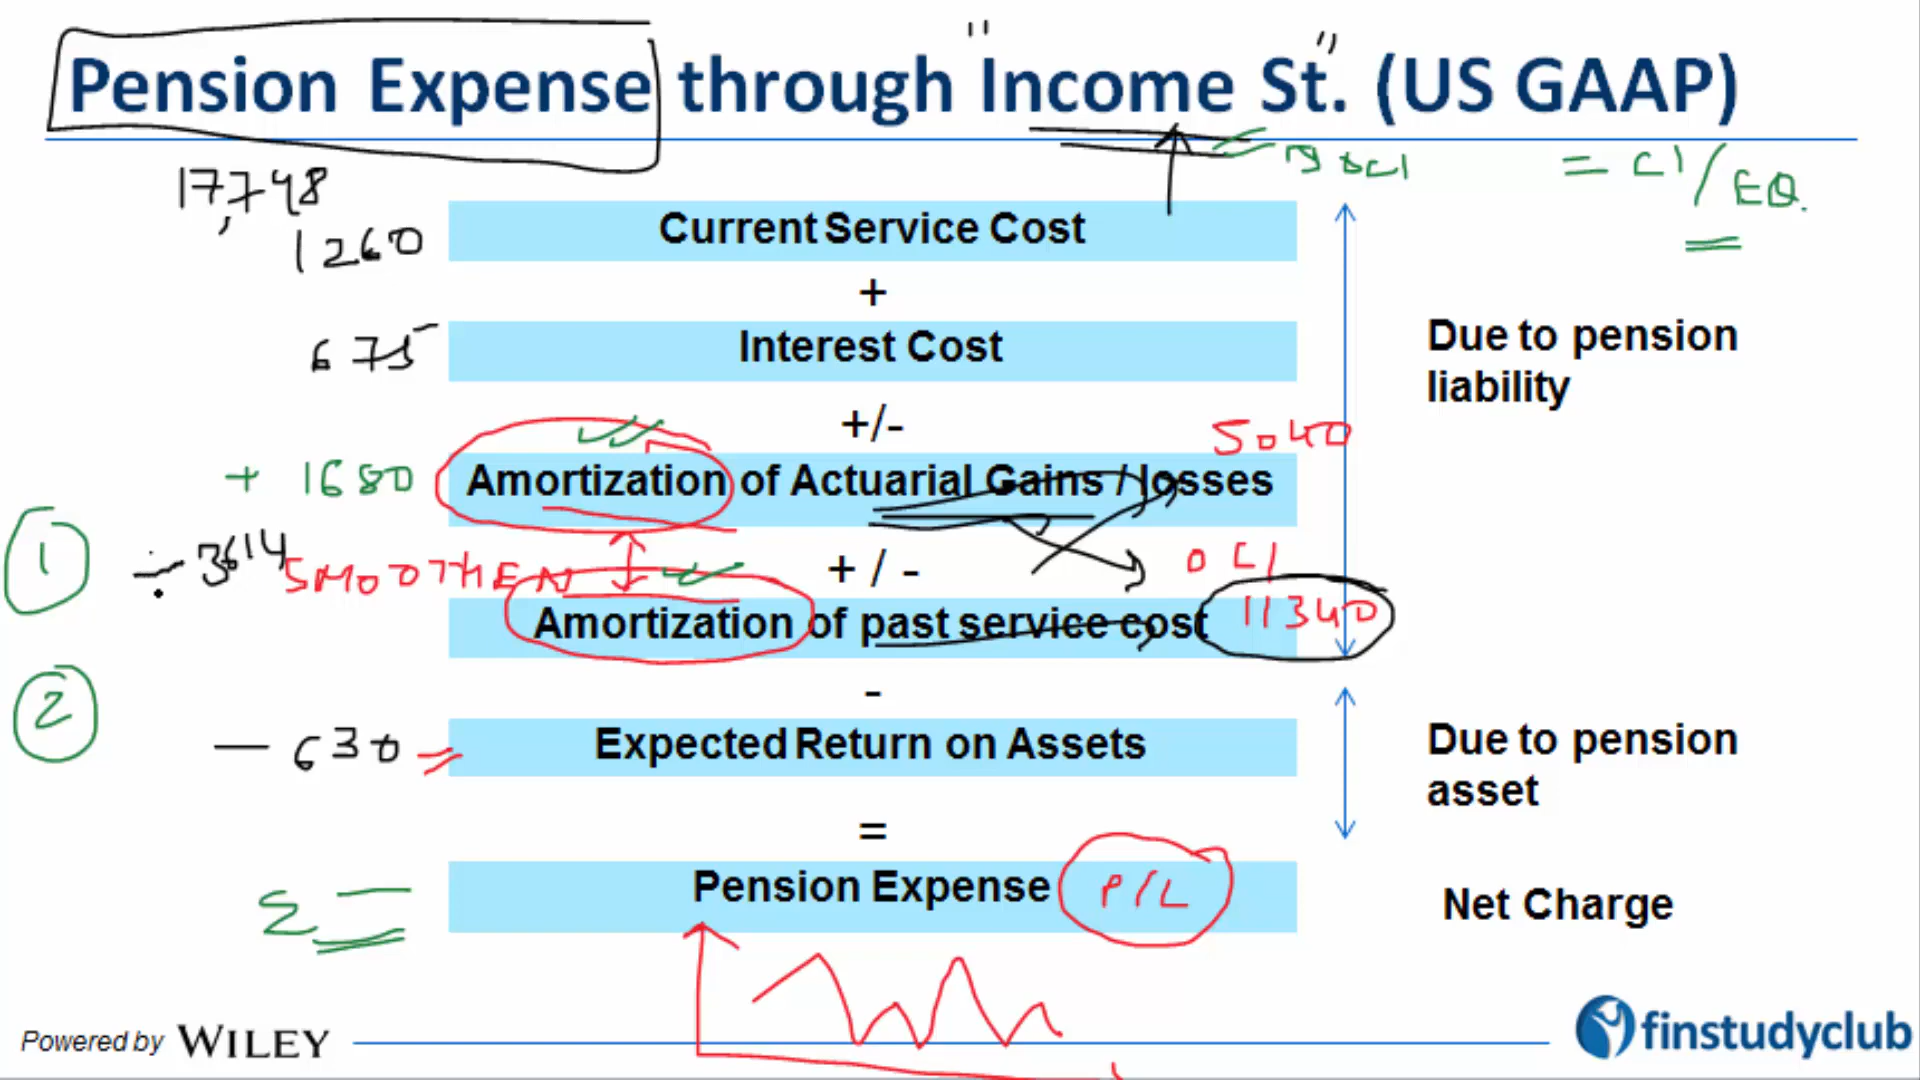 Pension Expense through "Income St." (US GAAP)
OCI = CI / EQ.
17,748
1260 Current Service Cost
+
675 Interest Cost
Due to pension liability
+/-
5040
+ 1680 Amortization of Actuarial Gains / losses
1
3614 SMOOTHEN + / - OCI
Amortization of past service cost 11340
2
-
- 630 = Expected Return on Assets
Due to pension asset
=
Σ Pension Expense P/L
Net Charge
Powered by WILEY
finstudyclub